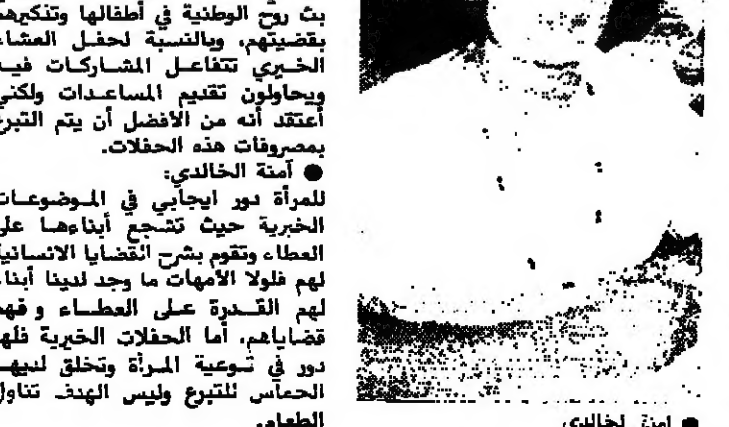 بث روح الوطنية في أطفالها وتذكيرهم
بقضيتهم، وبالنسبة لحفل العشاء
الخيري تتفاعل المشاركات فيه
ويحاولون تقديم المساعدات ولكني
أعتقد أنه من الأفضل أن يتم التبرع
بمصروفات هذه الحفلات.
● آمنة الخالدي:
للمرأة دور ايجابي في الموضوعات
الخيرية حيث تشجع أبناءها على
العطاء وتقوم بشرح القضايا الانسانية
لهم فلولا الأمهات ما وجد لدينا أبناء
لهم القدرة على العطاء و فهم
قضاياهم، أما الحفلات الخيرية فلها
دور في توعية المرأة وتخلق لديها
الحماس للتبرع وليس الهدف تناول
الطعام.
● امنة لخالدي